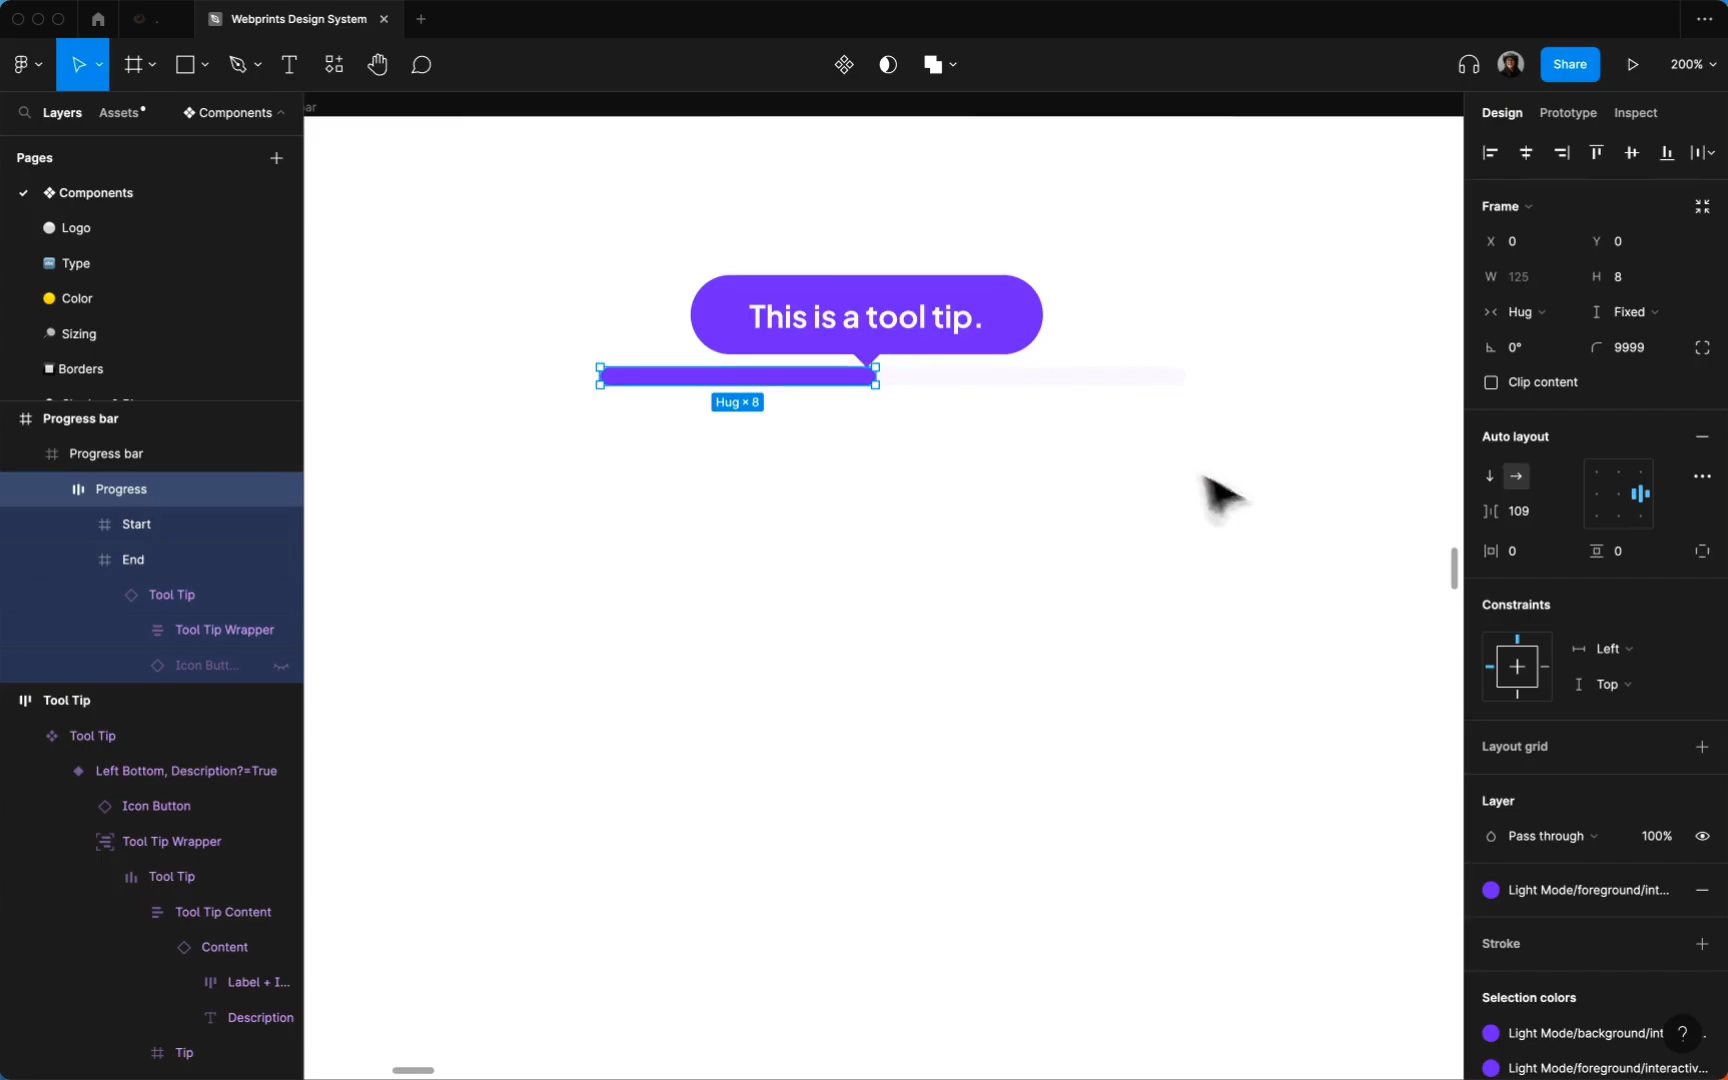 Webprints Design System
Share
200%
Layers
Assets
Components
ar
Design
Prototype
Inspect
Pages
Components
Logo
Type
Color
Sizing
Borders
Progress bar
Progress bar
Progress
Start
End
Tool Tip
Tool Tip Wrapper
Icon Butt...
Tool Tip
Tool Tip
Left Bottom, Description?=True
Icon Button
Tool Tip Wrapper
Tool Tip
Tool Tip Content
Content
Label + I...
Description
Tip
This is a tool tip.
Hug × 8
Frame
X 0
Y 0
W 125
H 8
Hug
Fixed
0°
9999
Clip content
Auto layout
109
0
0
Constraints
Left
Top
Layout grid
Layer
Pass through
100%
Light Mode/foreground/int...
Stroke
Selection colors
Light Mode/background/int
?
Light Mode/foreground/interactiv...